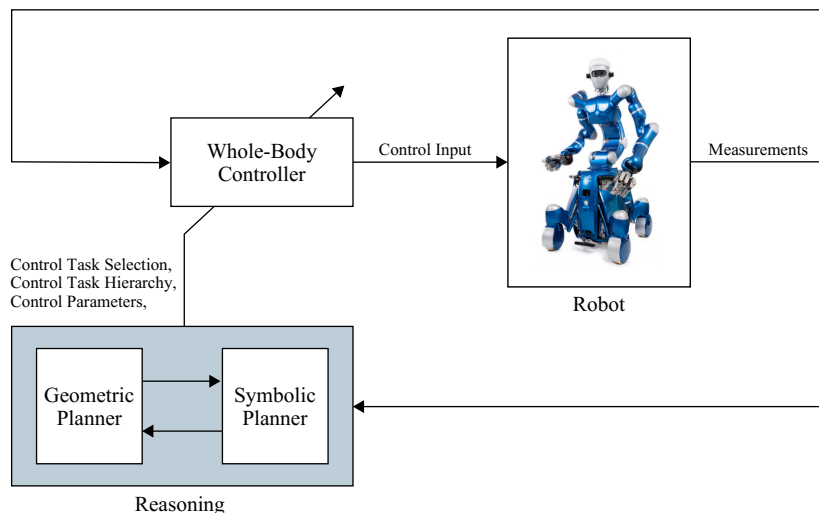 Whole-Body
Controller
Control Input
Measurements
Robot
Control Task Selection,
Control Task Hierarchy,
Control Parameters,
Geometric
Planner
Symbolic
Planner
Reasoning